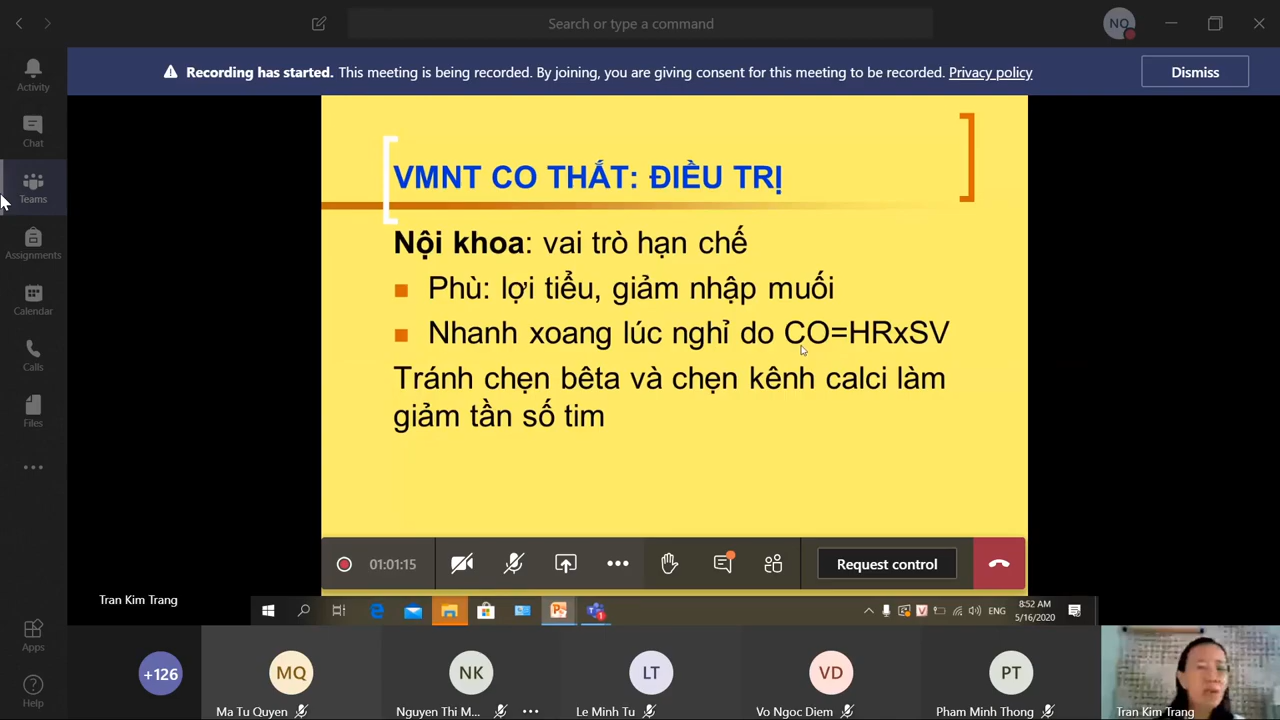 Search or type a command
NQ
Recording has started. This meeting is being recorded. By joining, you are giving consent for this meeting to be recorded. Privacy policy
Dismiss
Activity
Chat
Teams
Assignments
Calendar
Calls
Files
Apps
Help
VMNT CO THẮT: ĐIỀU TRỊ
Nội khoa: vai trò hạn chế
Phù: lợi tiểu, giảm nhập muối
Nhanh xoang lúc nghỉ do CO=HRxSV
Tránh chẹn bêta và chẹn kênh calci làm
giảm tần số tim
01:01:15
Request control
Tran Kim Trang
ENG
8:52 AM
5/16/2020
+126
MQ
NK
LT
VD
PT
Ma Tu Quyen
Nguyen Thi M...
Le Minh Tu
Vo Ngoc Diem
Pham Minh Thong
Tran Kim Trang